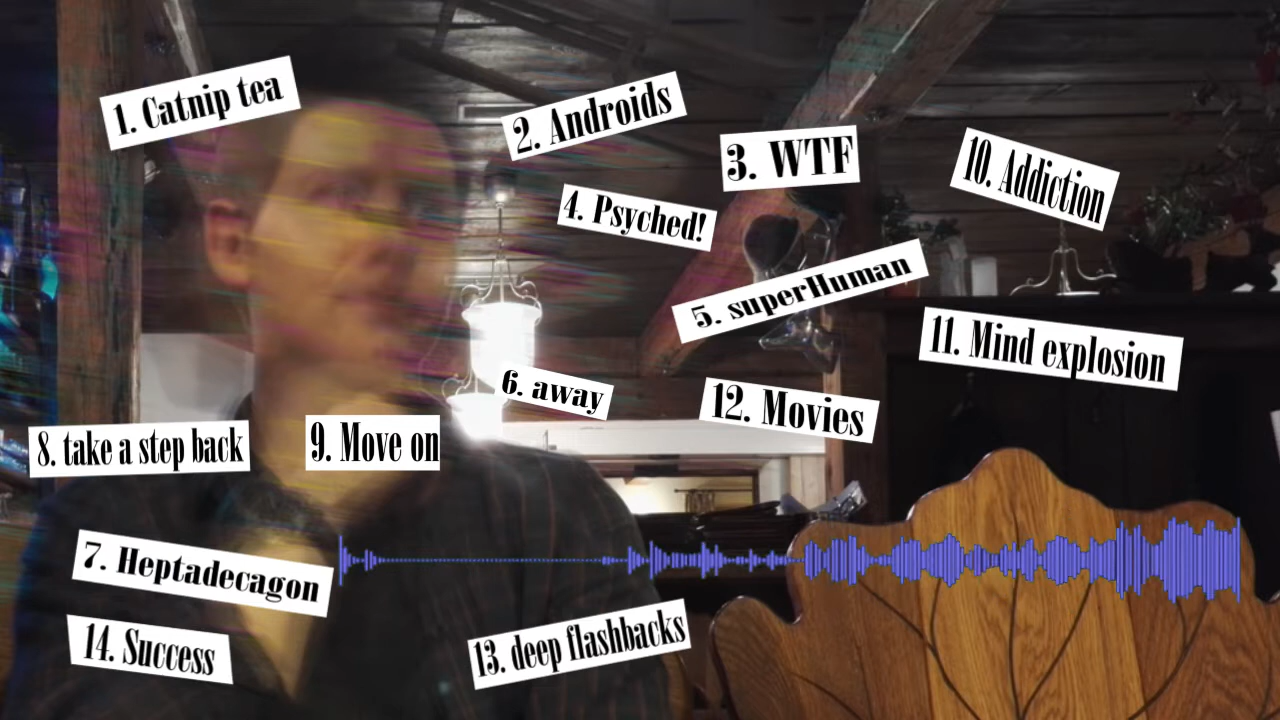 1. Catnip tea
2. Androids
3. WTF
4. Psyched!
5. superHuman
6. away
7. Heptadecagon
8. take a step back
9. Move on
10. Addiction
11. Mind explosion
12. Movies
13. deep flashbacks
14. Success